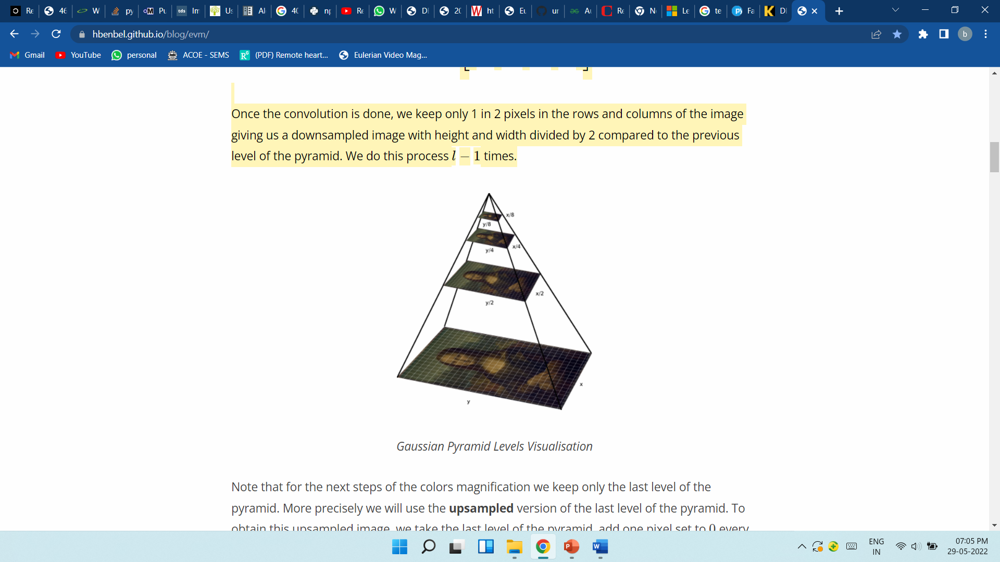 Re
46
W
py
Pu
tds
Im
Us
Al
G
40
np
Re
W
Dl
20
ht
Eu
ur
Au
Re
N
Le
te
Fa
D
hbenbel.github.io/blog/evm/
b
Gmail
YouTube
personal
ACOE - SEMS
(PDF) Remote heart...
Eulerian Video Mag...
Once the convolution is done, we keep only 1 in 2 pixels in the rows and columns of the image
giving us a downsampled image with height and width divided by 2 compared to the previous
level of the pyramid. We do this process l − 1 times.
x/8
y/8
x/4
y/4
x/2
y/2
x
y
Gaussian Pyramid Levels Visualisation
Note that for the next steps of the colors magnification we keep only the last level of the
pyramid. More precisely we will use the upsampled version of the last level of the pyramid. To
obtain this upsampled image, we take the last level of the pyramid, add one pixel set to 0 every
ENG
IN
07:05 PM
29-05-2022